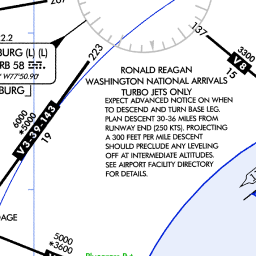 2.2
BURG (L) (L)
RB 58
W77°50.90'
BURG
223
137
V8
15
RONALD REAGAN
WASHINGTON NATIONAL ARRIVALS
TURBO JETS ONLY
EXPECT ADVANCED NOTICE ON WHEN
TO DESCEND AND TURN BASE LEG.
PLAN DESCENT 30-36 MILES FROM
RUNWAY END (250 KTS), PROJECTING
A 300 FEET PER MILE DESCENT
SHOULD PRECLUDE ANY LEVELING
OFF AT INTERMEDIATE ALTITUDES.
SEE AIRPORT FACILITY DIRECTORY
FOR DETAILS.
6000
*5000
V3-39-143
19
DAGE
5000
*3600
3300